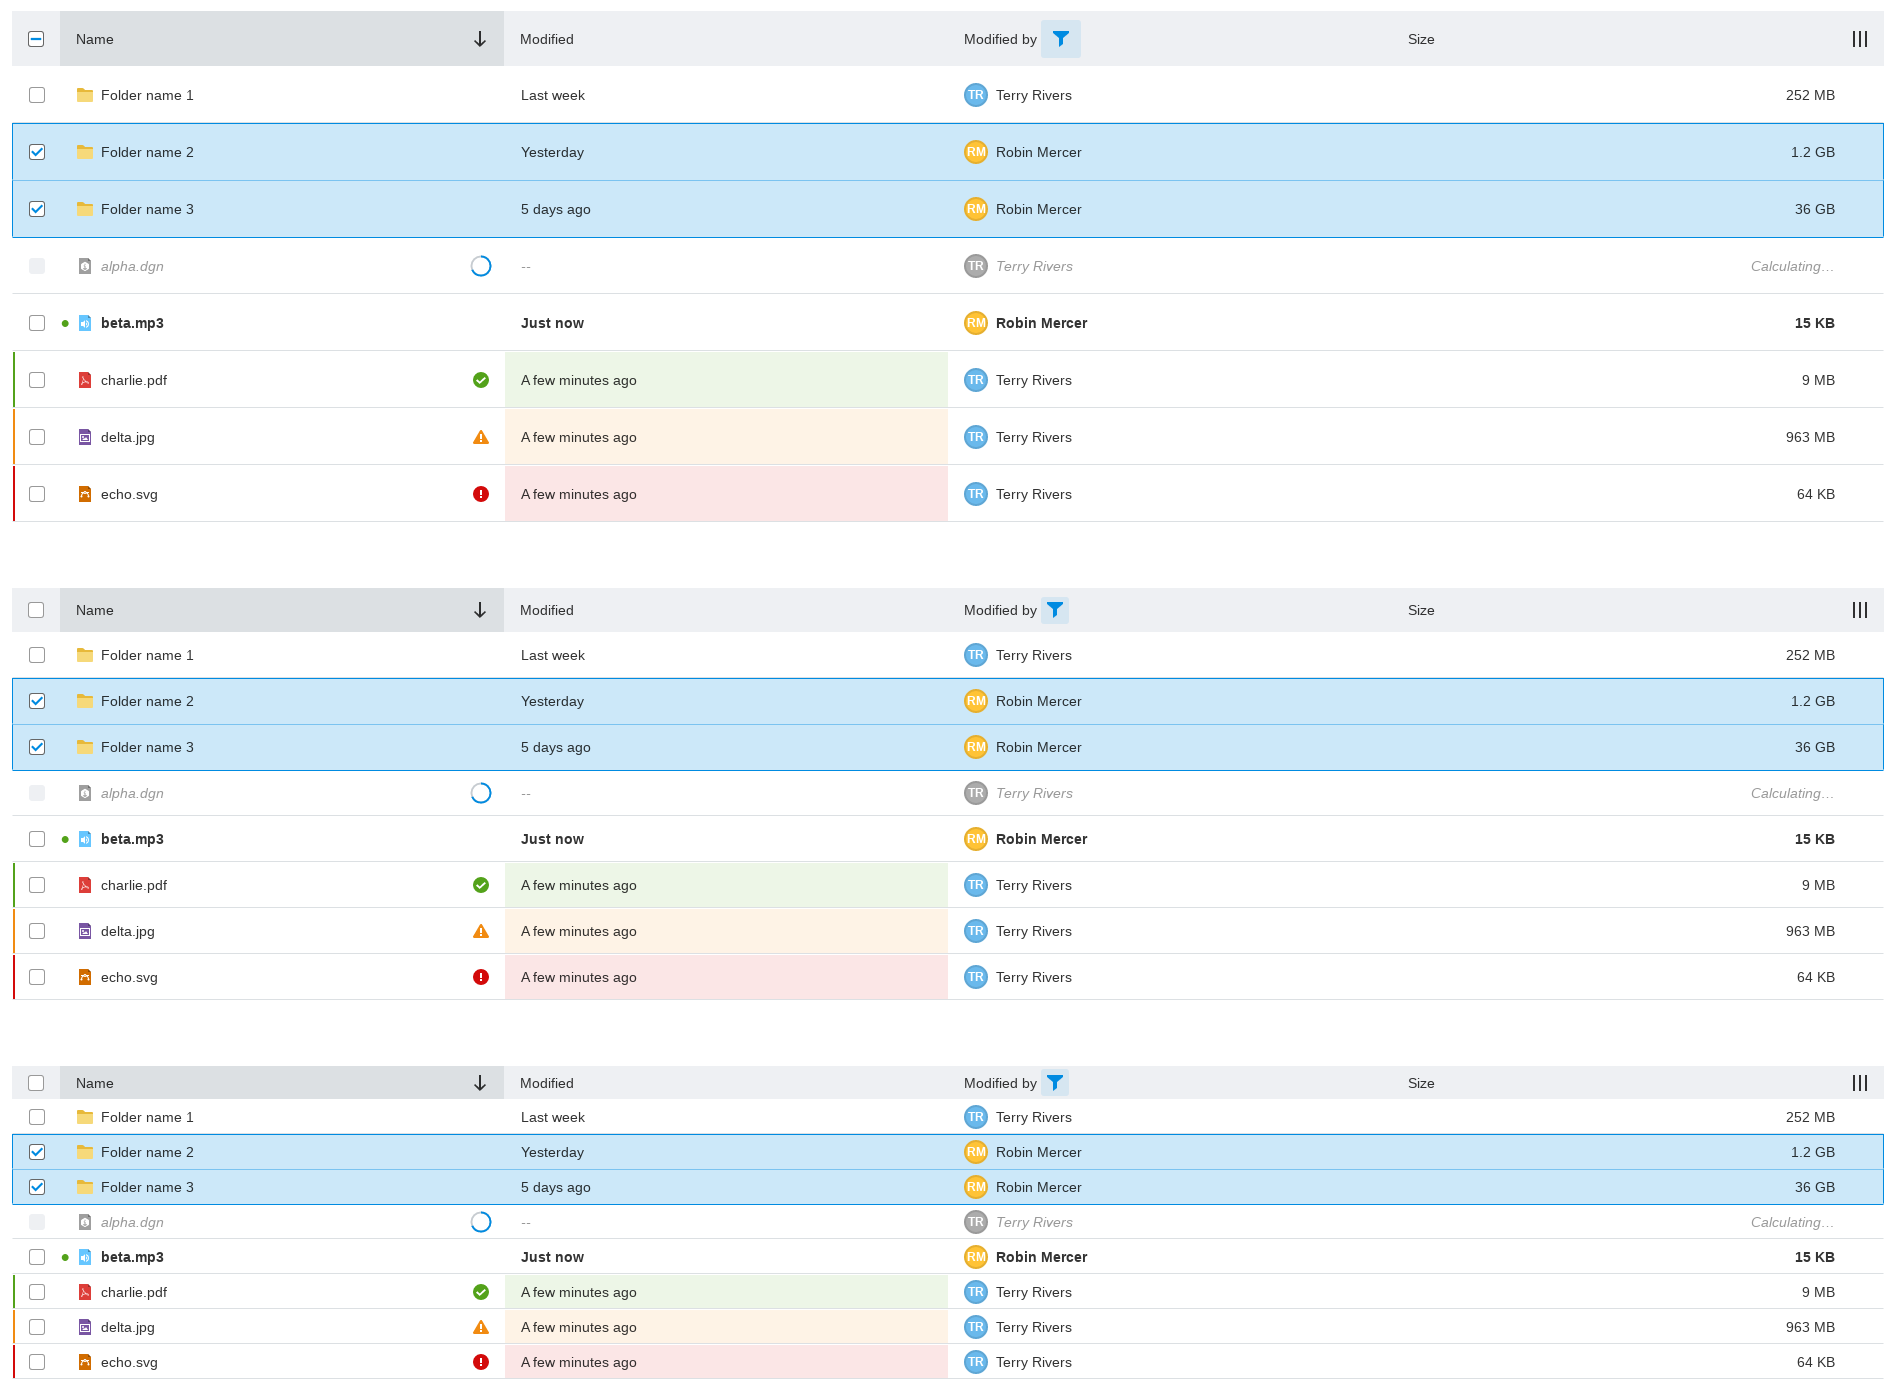 Name Modified Modified by Size
Folder name 1 Last week TR Terry Rivers 252 MB
Folder name 2 Yesterday RM Robin Mercer 1.2 GB
Folder name 3 5 days ago RM Robin Mercer 36 GB
alpha.dgn -- TR Terry Rivers Calculating…
beta.mp3 Just now RM Robin Mercer 15 KB
charlie.pdf A few minutes ago TR Terry Rivers 9 MB
delta.jpg A few minutes ago TR Terry Rivers 963 MB
echo.svg A few minutes ago TR Terry Rivers 64 KB
Name Modified Modified by Size
Folder name 1 Last week TR Terry Rivers 252 MB
Folder name 2 Yesterday RM Robin Mercer 1.2 GB
Folder name 3 5 days ago RM Robin Mercer 36 GB
alpha.dgn -- TR Terry Rivers Calculating…
beta.mp3 Just now RM Robin Mercer 15 KB
charlie.pdf A few minutes ago TR Terry Rivers 9 MB
delta.jpg A few minutes ago TR Terry Rivers 963 MB
echo.svg A few minutes ago TR Terry Rivers 64 KB
Name Modified Modified by Size
Folder name 1 Last week TR Terry Rivers 252 MB
Folder name 2 Yesterday RM Robin Mercer 1.2 GB
Folder name 3 5 days ago RM Robin Mercer 36 GB
alpha.dgn -- TR Terry Rivers Calculating…
beta.mp3 Just now RM Robin Mercer 15 KB
charlie.pdf A few minutes ago TR Terry Rivers 9 MB
delta.jpg A few minutes ago TR Terry Rivers 963 MB
echo.svg A few minutes ago TR Terry Rivers 64 KB